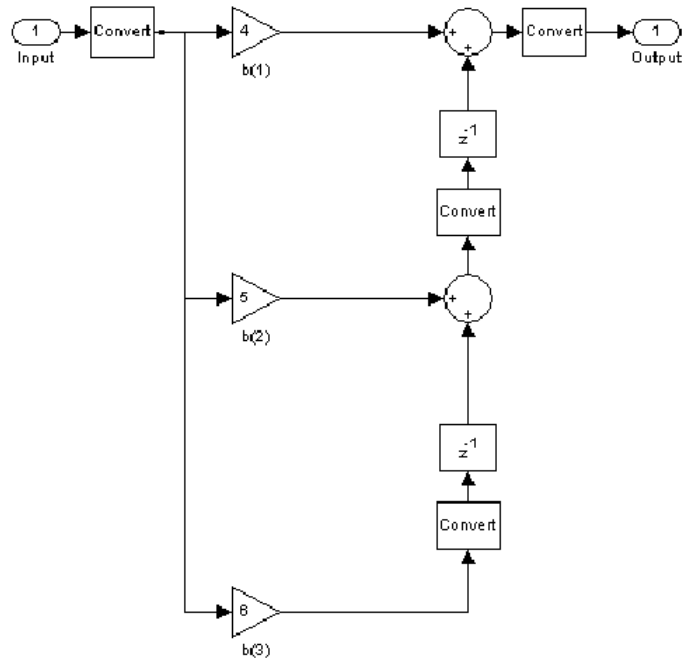 1
Input
Convert
4
b(1)
+
+
Convert
1
Output
z-1
Convert
5
b(2)
+
+
z-1
Convert
6
b(3)